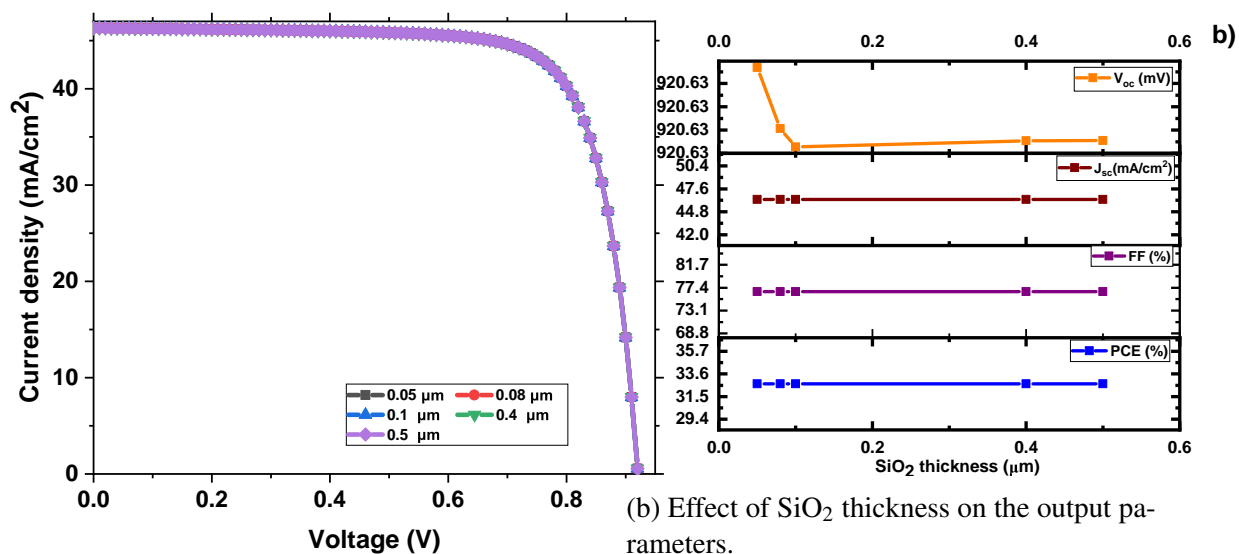 Current density (mA/cm²)
40
30
20
10
0
0.0 0.2 0.4 0.6 0.8
Voltage (V)
0.05 µm 0.08 µm
0.1 µm 0.4 µm
0.5 µm
0.0 0.2 0.4 0.6
b)
920.63
920.63
920.63
920.63
Voc (mV)
50.4
47.6
44.8
42.0
Jsc(mA/cm²)
81.7
77.4
73.1
68.8
FF (%)
35.7
33.6
31.5
29.4
PCE (%)
0.0 0.2 0.4 0.6
SiO₂ thickness (µm)
(b) Effect of SiO₂ thickness on the output pa-
rameters.